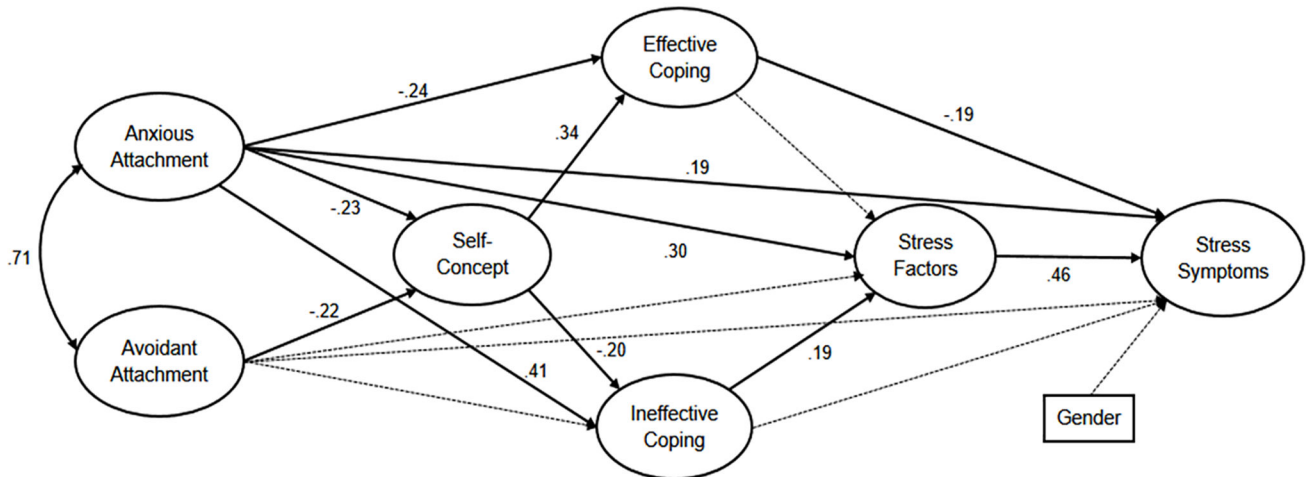 Effective
Coping
-.24
-.19
Anxious
Attachment
.34
.19
-.23
Self-
Concept
.30
Stress
Factors
.46
Stress
Symptoms
.71
-.22
Avoidant
Attachment
-.20
.19
.41
Ineffective
Coping
Gender